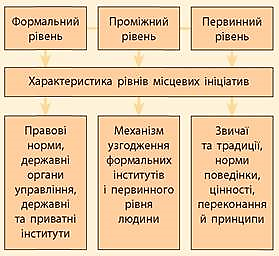 Формальний
рівень
Проміжний
рівень
Первинний
рівень
Характеристика рівнів місцевих ініціатив
Правові
норми,
державні
органи
управління,
державні
та приватні
інститути
Механізм
узгодження
формальних
інститутів
і первинного
рівня
людини
Звичаї
та традиції,
норми
поведінки,
цінності,
переконання
й принципи